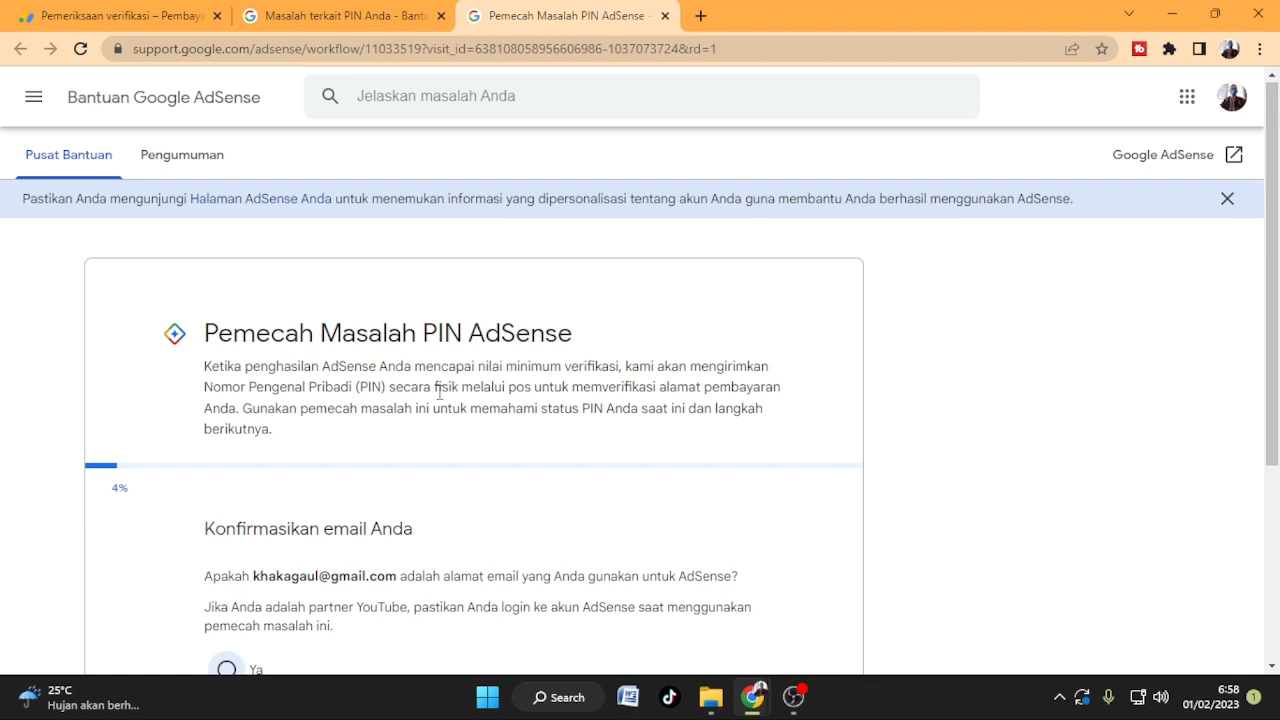 Pemeriksaan verifikasi – Pembaya
Masalah terkait PIN Anda - Bantu
Pemecah Masalah PIN AdSense -
support.google.com/adsense/workflow/11033519?visit_id=638108058956606986-1037073724&rd=1
Bantuan Google AdSense
Jelaskan masalah Anda
Pusat Bantuan
Pengumuman
Google AdSense
Pastikan Anda mengunjungi Halaman AdSense Anda untuk menemukan informasi yang dipersonalisasi tentang akun Anda guna membantu Anda berhasil menggunakan AdSense.
Pemecah Masalah PIN AdSense
Ketika penghasilan AdSense Anda mencapai nilai minimum verifikasi, kami akan mengirimkan
Nomor Pengenal Pribadi (PIN) secara fisik melalui pos untuk memverifikasi alamat pembayaran
Anda. Gunakan pemecah masalah ini untuk memahami status PIN Anda saat ini dan langkah
berikutnya.
4%
Konfirmasikan email Anda
Apakah khakagaul@gmail.com adalah alamat email yang Anda gunakan untuk AdSense?
Jika Anda adalah partner YouTube, pastikan Anda login ke akun AdSense saat menggunakan
pemecah masalah ini.
Ya
25°C
Hujan akan berh...
Search
6:58
01/02/2023
1